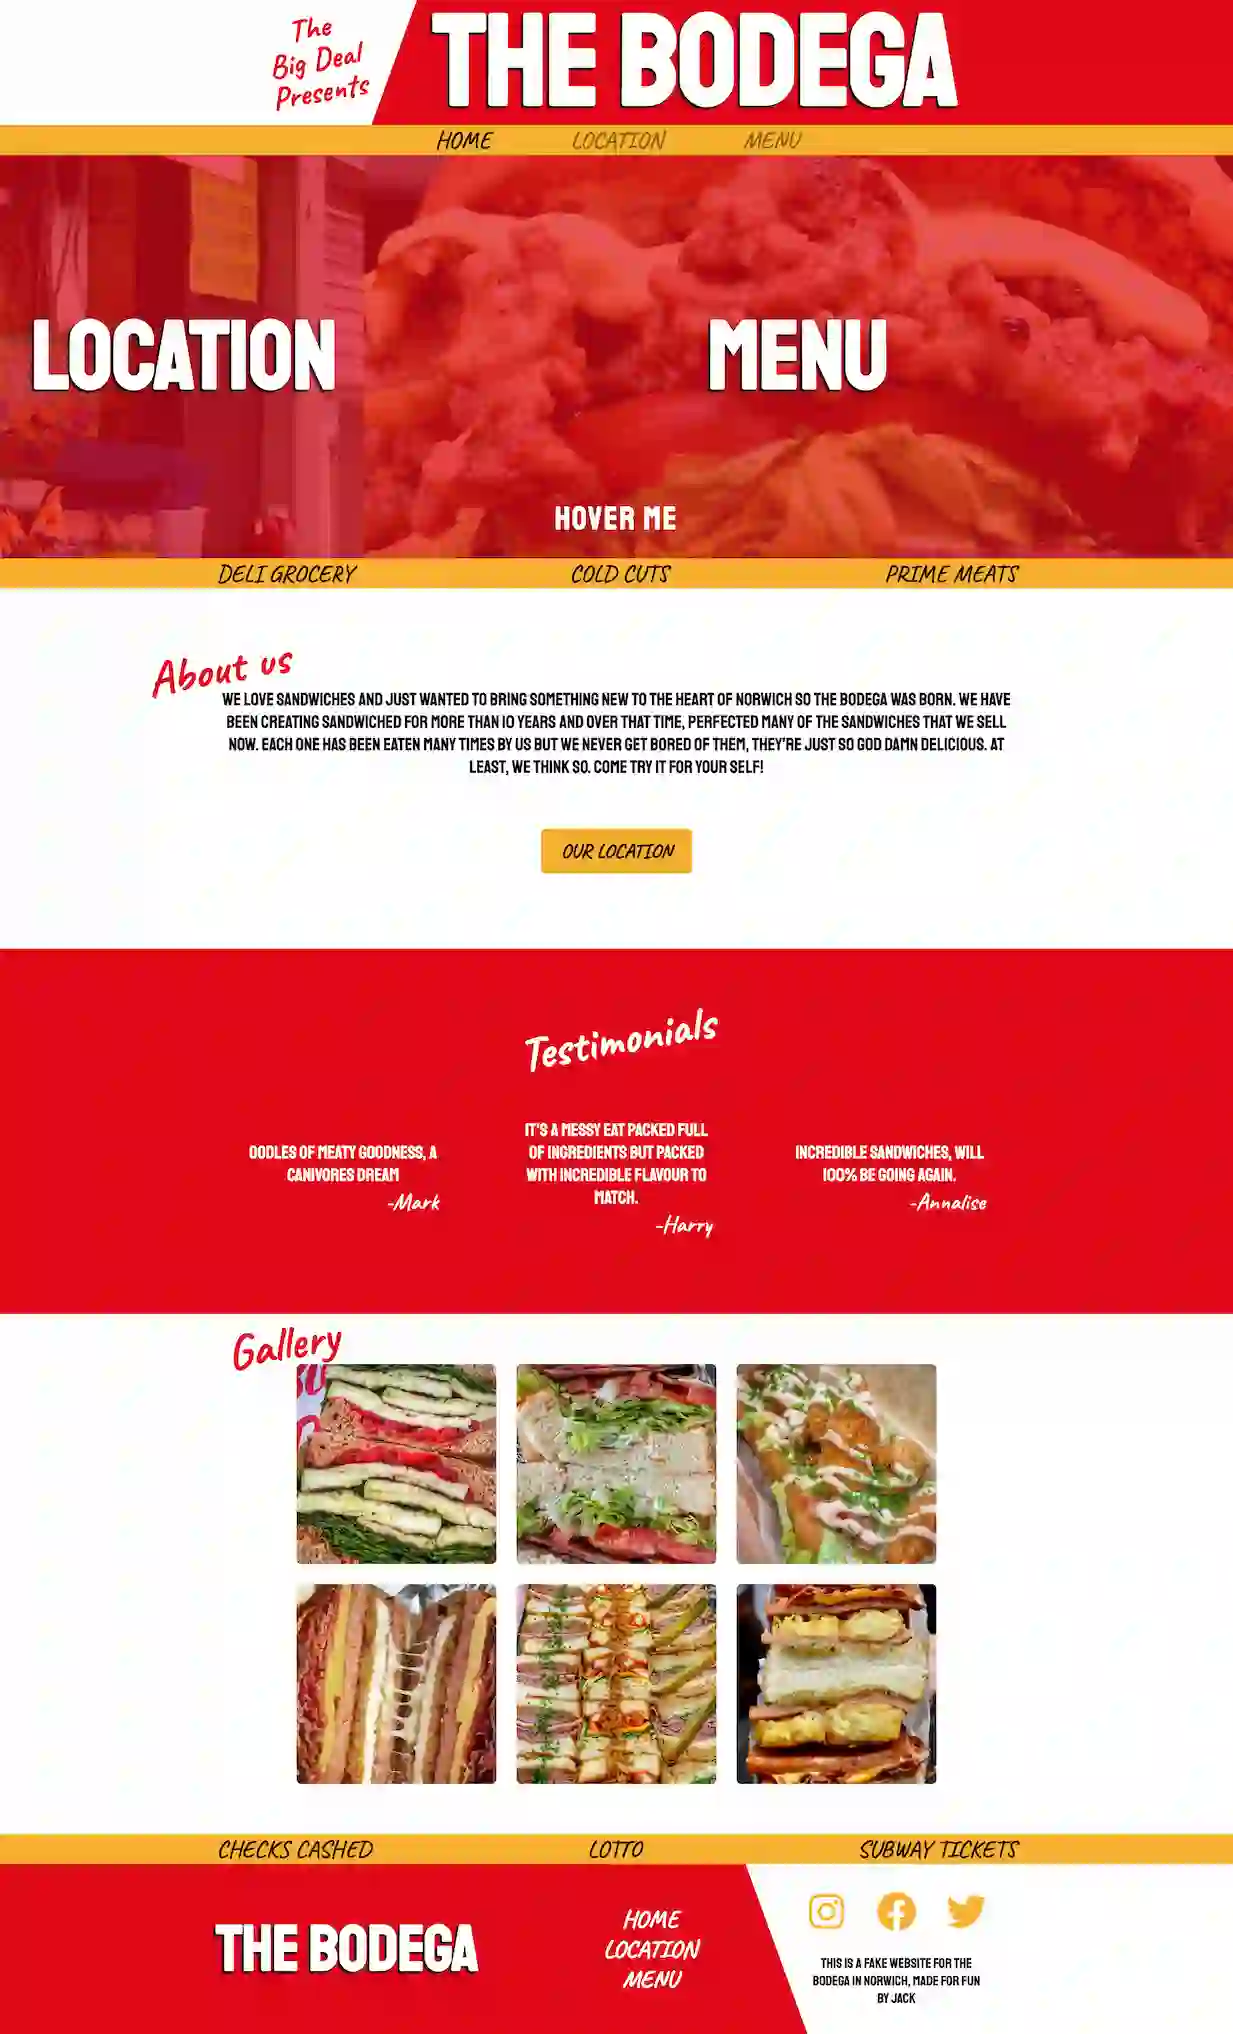 The
Big Deal
Presents
THE BODEGA
HOME LOCATION MENU
LOCATION
MENU
HOVER ME
DELI GROCERY COLD CUTS PRIME MEATS
About us
WE LOVE SANDWICHES AND JUST WANTED TO BRING SOMETHING NEW TO THE HEART OF NORWICH SO THE BODEGA WAS BORN. WE HAVE
BEEN CREATING SANDWICHED FOR MORE THAN 10 YEARS AND OVER THAT TIME, PERFECTED MANY OF THE SANDWICHES THAT WE SELL
NOW. EACH ONE HAS BEEN EATEN MANY TIMES BY US BUT WE NEVER GET BORED OF THEM, THEY'RE JUST SO GOD DAMN DELICIOUS. AT
LEAST, WE THINK SO. COME TRY IT FOR YOUR SELF!
OUR LOCATION
Testimonials
OODLES OF MEATY GOODNESS, A
CANIVORES DREAM
-Mark
IT'S A MESSY EAT PACKED FULL
OF INGREDIENTS BUT PACKED
WITH INCREDIBLE FLAVOUR TO
MATCH.
-Harry
INCREDIBLE SANDWICHES, WILL
100% BE GOING AGAIN.
-Annalise
Gallery
CHECKS CASHED LOTTO SUBWAY TICKETS
THE BODEGA
HOME
LOCATION
MENU
THIS IS A FAKE WEBSITE FOR THE
BODEGA IN NORWICH, MADE FOR FUN
BY JACK